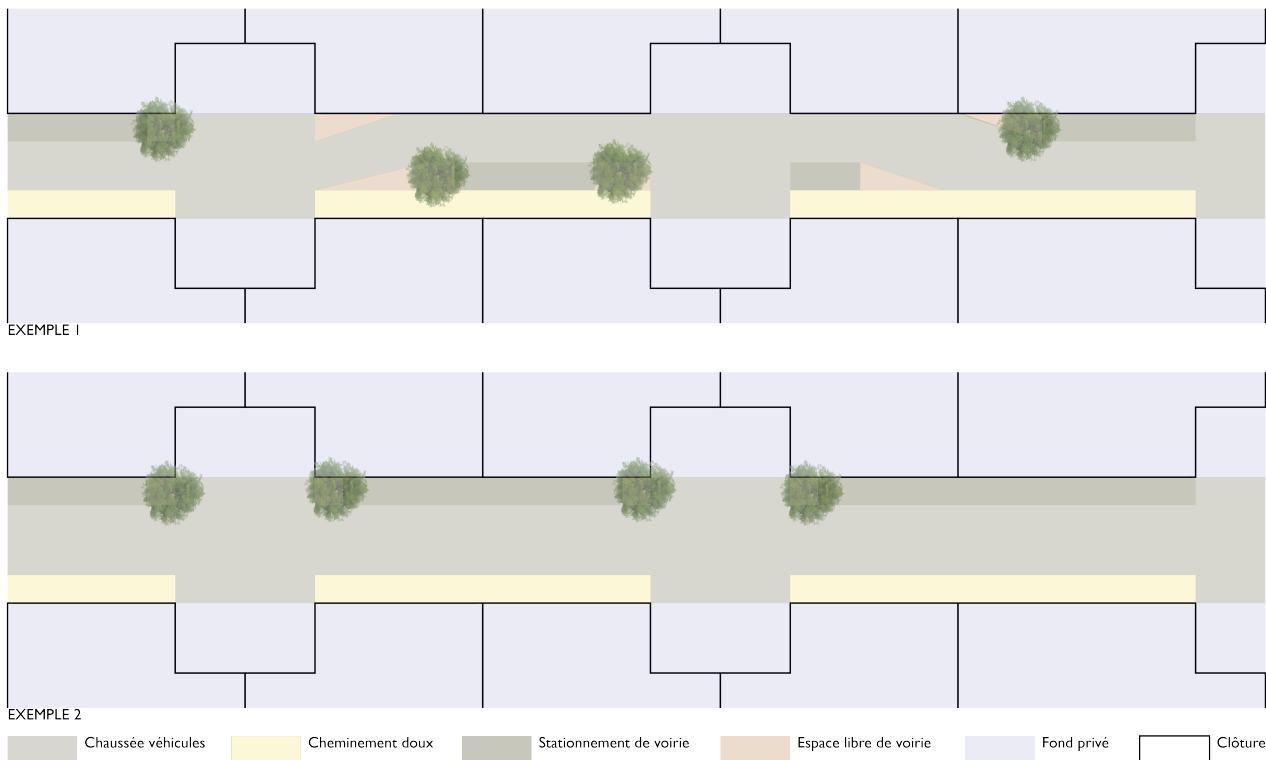 EXEMPLE 1
EXEMPLE 2
Chaussée véhicules Cheminement doux Stationnement de voirie Espace libre de voirie Fond privé Clôture